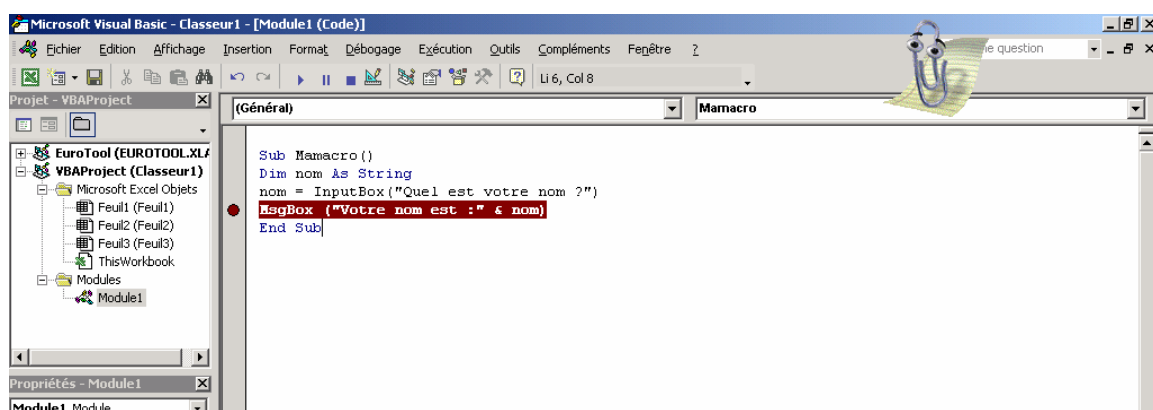 Microsoft Visual Basic - Classeur1 - [Module1 (Code)]
Fichier Edition Affichage Insertion Format Débogage Exécution Outils Compléments Fenêtre ?
question
Li 6, Col 8
Projet - VBAProject
(Général) Mamacro
EuroTool (EUROTOOL.XLA
VBAProject (Classeur1)
Microsoft Excel Objets
Feuil1 (Feuil1)
Feuil2 (Feuil2)
Feuil3 (Feuil3)
ThisWorkbook
Modules
Module1
Sub Mamacro()
Dim nom As String
nom = InputBox("Quel est votre nom ?")
MsgBox ("Votre nom est :" & nom)
End Sub
Propriétés - Module1
Module1 Module